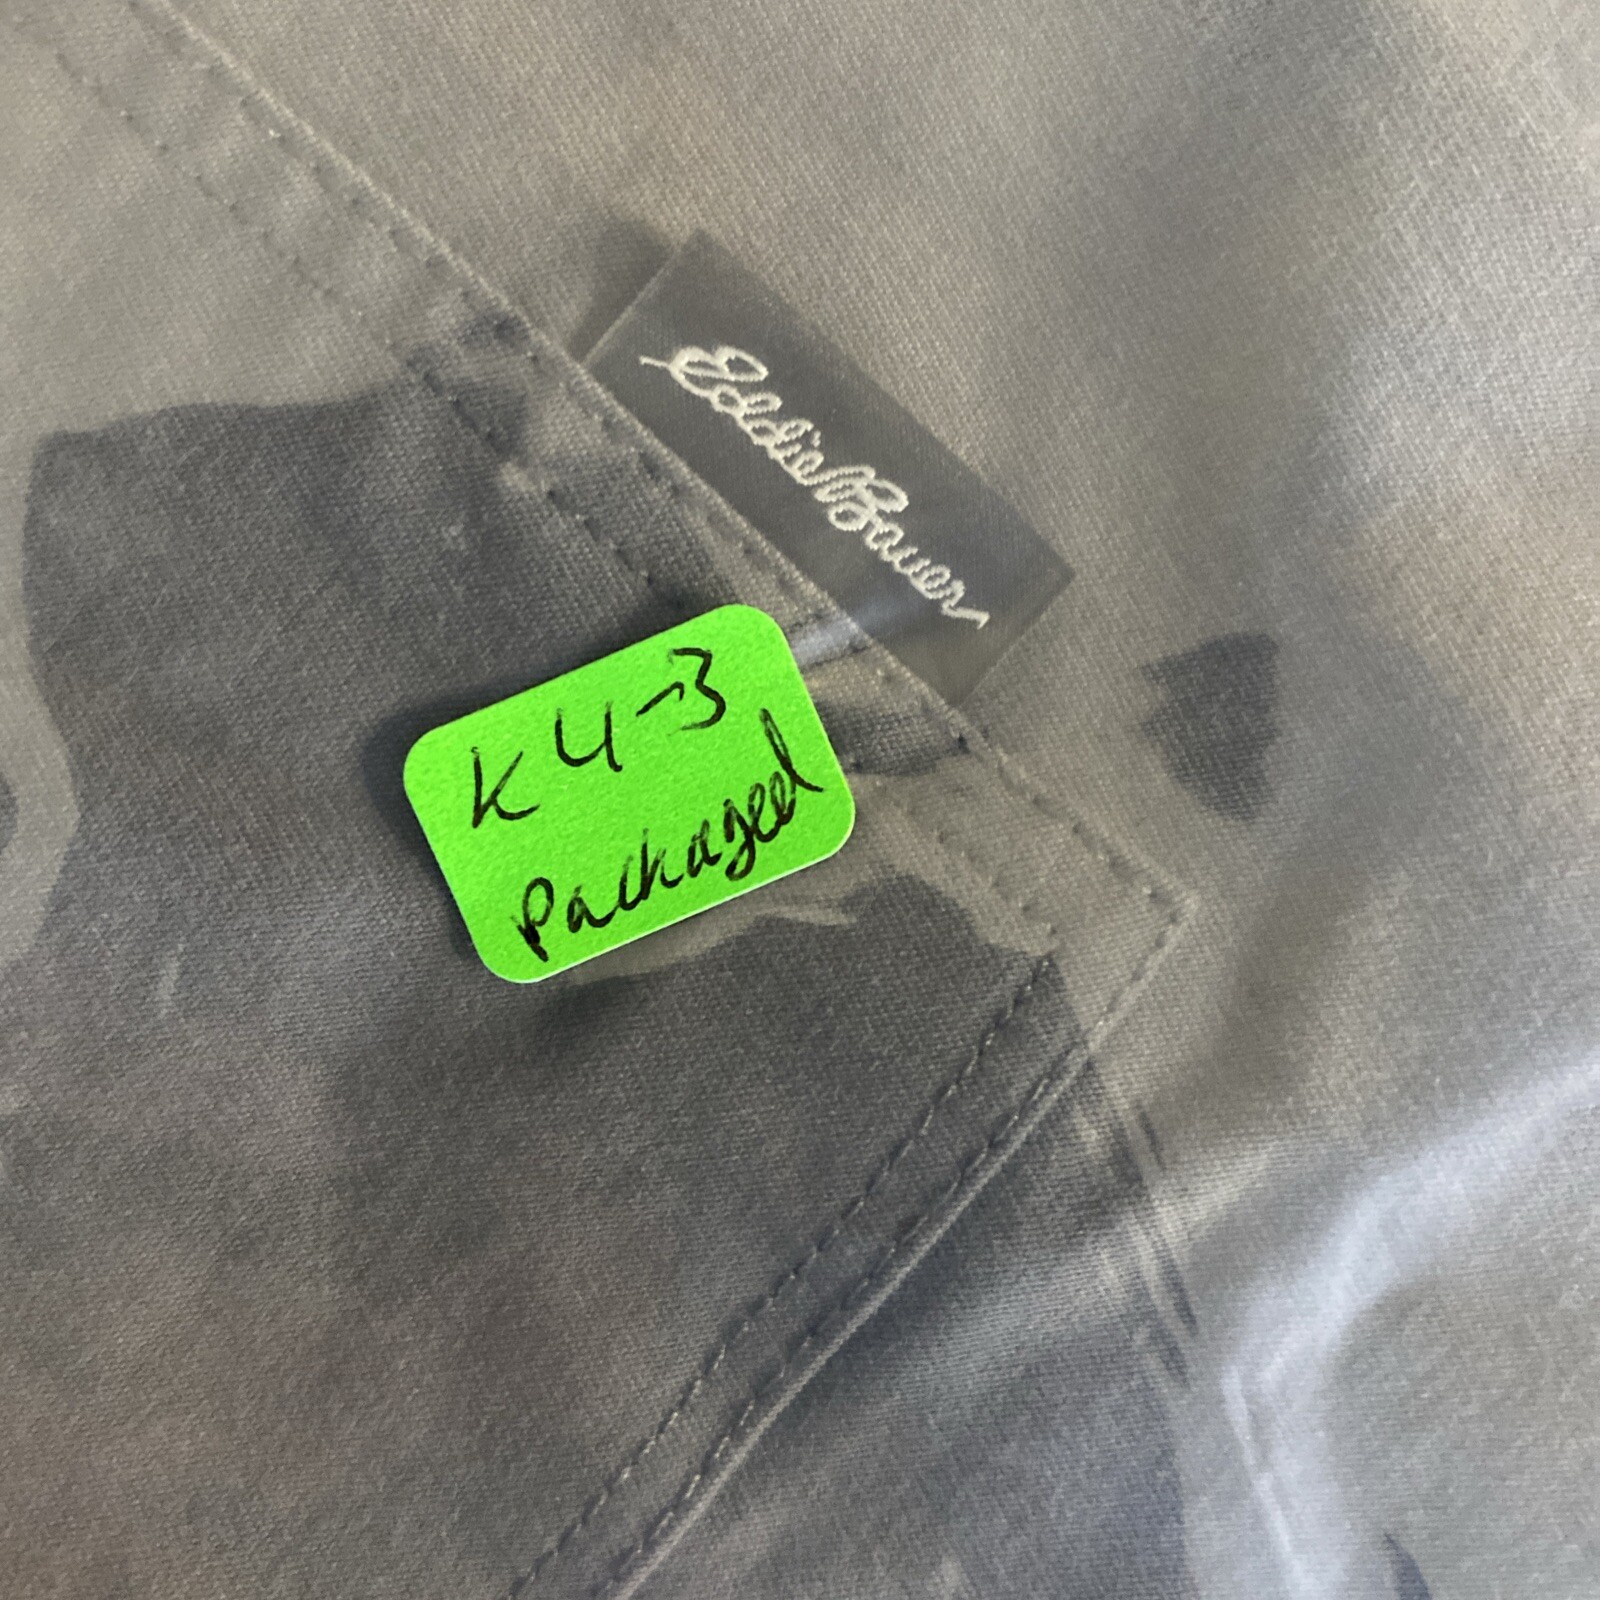 Eddie Bauer
K4-3
Packaged